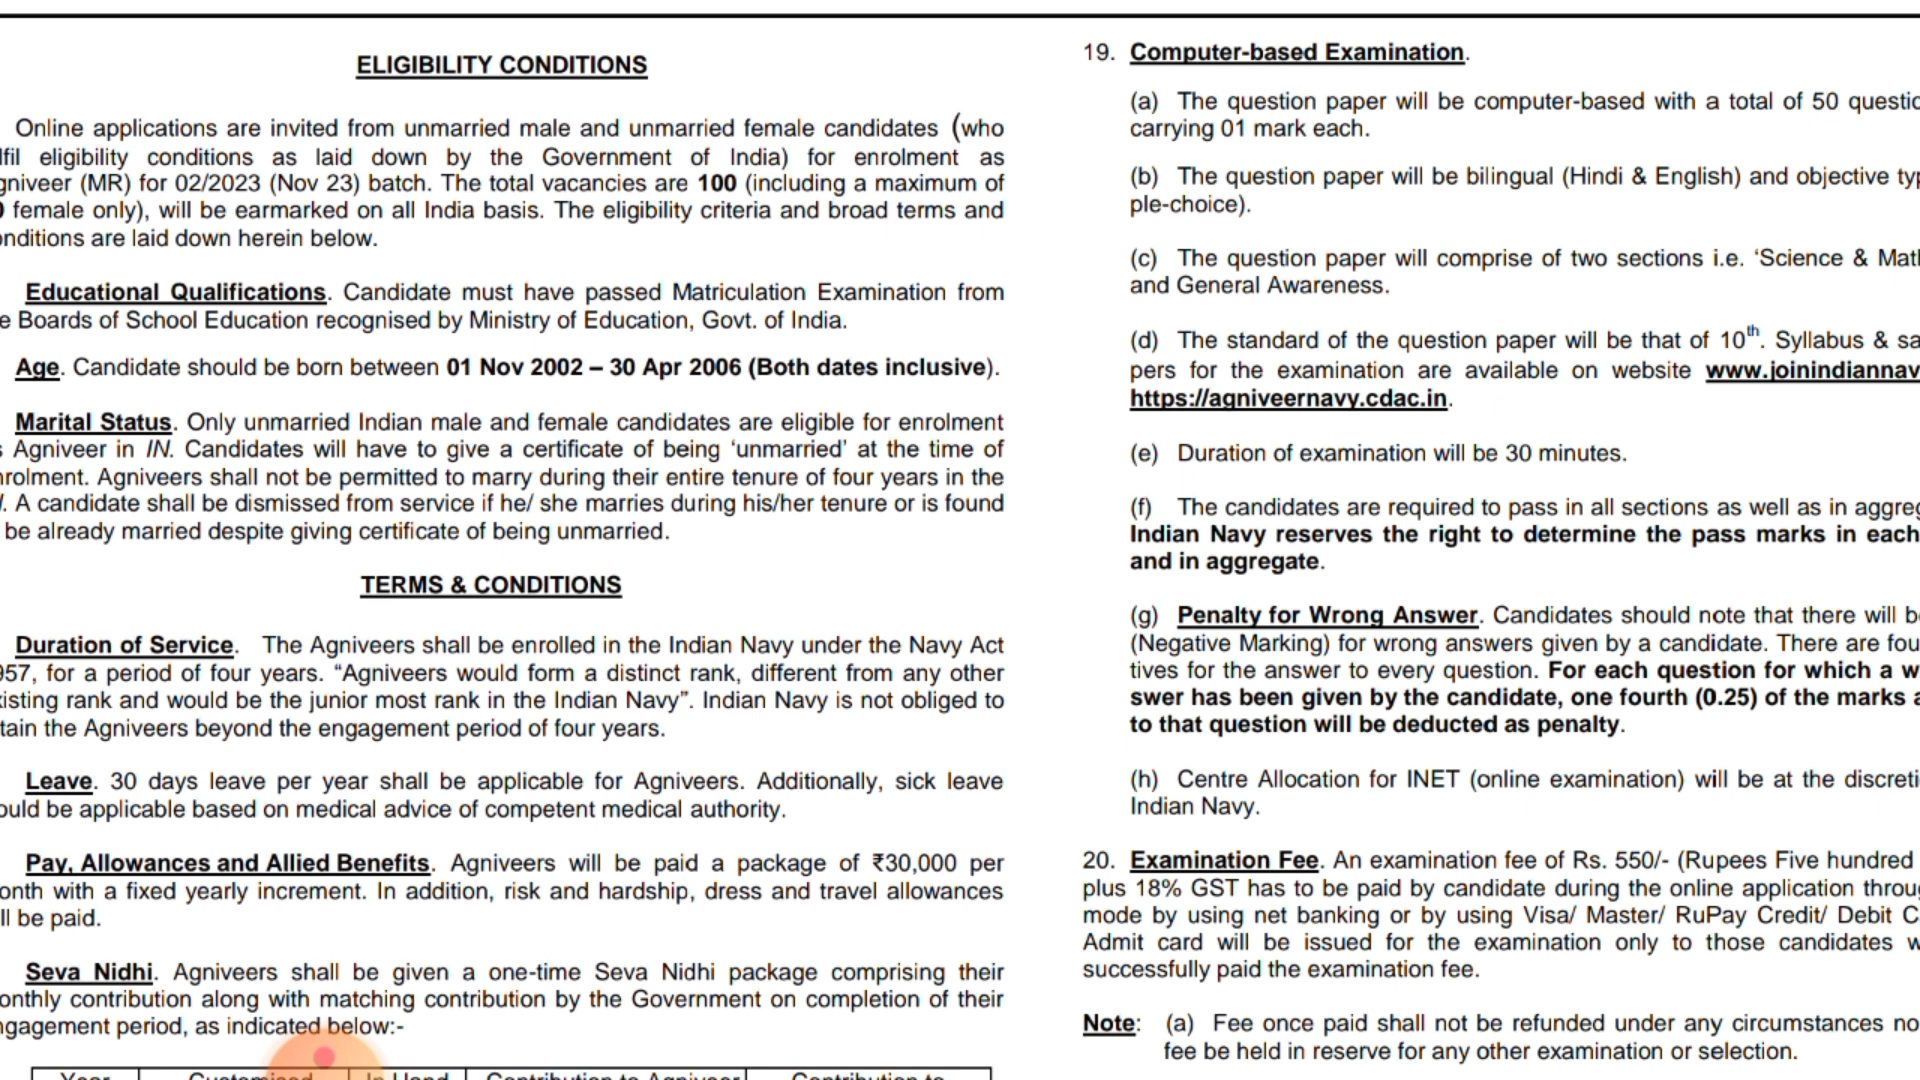 ELIGIBILITY CONDITIONS
Online applications are invited from unmarried male and unmarried female candidates (who
eligibility conditions as laid down by the Government of India) for enrolment as
(MR) for 02/2023 (Nov 23) batch. The total vacancies are 100 (including a maximum of
female only), will be earmarked on all India basis. The eligibility criteria and broad terms and
are laid down herein below.
Educational Qualifications. Candidate must have passed Matriculation Examination from
Boards of School Education recognised by Ministry of Education, Govt. of India.
Age. Candidate should be born between 01 Nov 2002 – 30 Apr 2006 (Both dates inclusive).
Marital Status. Only unmarried Indian male and female candidates are eligible for enrolment
Agniveer in IN. Candidates will have to give a certificate of being ‘unmarried’ at the time of
Agniveers shall not be permitted to marry during their entire tenure of four years in the
A candidate shall be dismissed from service if he/ she marries during his/her tenure or is found
be already married despite giving certificate of being unmarried.
TERMS & CONDITIONS
Duration of Service. The Agniveers shall be enrolled in the Indian Navy under the Navy Act
for a period of four years. “Agniveers would form a distinct rank, different from any other
rank and would be the junior most rank in the Indian Navy”. Indian Navy is not obliged to
the Agniveers beyond the engagement period of four years.
Leave. 30 days leave per year shall be applicable for Agniveers. Additionally, sick leave
be applicable based on medical advice of competent medical authority.
Pay, Allowances and Allied Benefits. Agniveers will be paid a package of ₹30,000 per
with a fixed yearly increment. In addition, risk and hardship, dress and travel allowances
be paid.
Seva Nidhi. Agniveers shall be given a one-time Seva Nidhi package comprising their
contribution along with matching contribution by the Government on completion of their
period, as indicated below:-
19. Computer-based Examination.
(a) The question paper will be computer-based with a total of 50
carrying 01 mark each.
(b) The question paper will be bilingual (Hindi & English) and objective
ple-choice).
(c) The question paper will comprise of two sections i.e. ‘Science &
and General Awareness.
(d) The standard of the question paper will be that of 10th. Syllabus &
pers for the examination are available on website www.joinindiannav
https://agniveernavy.cdac.in.
(e) Duration of examination will be 30 minutes.
(f) The candidates are required to pass in all sections as well as in
Indian Navy reserves the right to determine the pass marks in each
and in aggregate.
(g) Penalty for Wrong Answer. Candidates should note that there will
(Negative Marking) for wrong answers given by a candidate. There are
tives for the answer to every question. For each question for which a
swer has been given by the candidate, one fourth (0.25) of the marks
to that question will be deducted as penalty.
(h) Centre Allocation for INET (online examination) will be at the
Indian Navy.
20. Examination Fee. An examination fee of Rs. 550/- (Rupees Five hundred
plus 18% GST has to be paid by candidate during the online application
mode by using net banking or by using Visa/ Master/ RuPay Credit/ Debit
Admit card will be issued for the examination only to those candidates
successfully paid the examination fee.
Note: (a) Fee once paid shall not be refunded under any circumstances
fee be held in reserve for any other examination or selection.